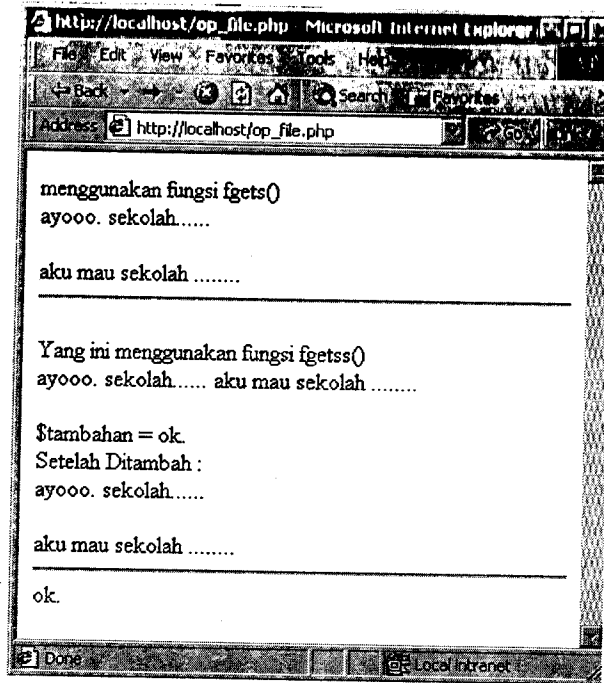 http://localhost/op_file.php - Microsoft Internet Explorer
File Edit View Favorites Tools Help
Back Search Favorites
Address http://localhost/op_file.php Go
menggunakan fungsi fgets()
ayooo. sekolah......
aku mau sekolah ........
Yang ini menggunakan fungsi fgetss()
ayooo. sekolah...... aku mau sekolah ........
$tambahan = ok.
Setelah Ditambah :
ayooo. sekolah......
aku mau sekolah ........
ok.
Done Local intranet